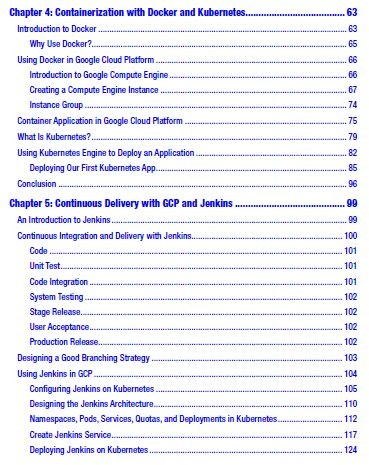 Chapter 4: Containerization with Docker and Kubernetes..................................... 63
Introduction to Docker ............................................................................................... 63
Why Use Docker?.................................................................................................... 65
Using Docker in Google Cloud Platform ..................................................................... 66
Introduction to Google Compute Engine .................................................................. 66
Creating a Compute Engine Instance ...................................................................... 67
Instance Group ....................................................................................................... 74
Container Application in Google Cloud Platform ......................................................... 75
What Is Kubernetes?.................................................................................................. 79
Using Kubernetes Engine to Deploy an Application ..................................................... 82
Deploying Our First Kubernetes App........................................................................ 85
Conclusion ................................................................................................................ 96
Chapter 5: Continuous Delivery with GCP and Jenkins ......................................... 99
An Introduction to Jenkins .......................................................................................... 99
Continuous Integration and Delivery with Jenkins...................................................... 100
Code .................................................................................................................... 101
Unit Test............................................................................................................... 101
Code Integration ................................................................................................... 101
System Testing ..................................................................................................... 102
Stage Release....................................................................................................... 102
User Acceptance................................................................................................... 102
Production Release............................................................................................... 102
Designing a Good Branching Strategy ...................................................................... 103
Using Jenkins in GCP .............................................................................................. 104
Configuring Jenkins on Kubernetes ....................................................................... 105
Designing the Jenkins Architecture........................................................................ 110
Namespaces, Pods, Services, Quotas, and Deployments in Kubernetes........................ 112
Create Jenkins Service.......................................................................................... 117
Deploying Jenkins on Kubernetes.......................................................................... 124